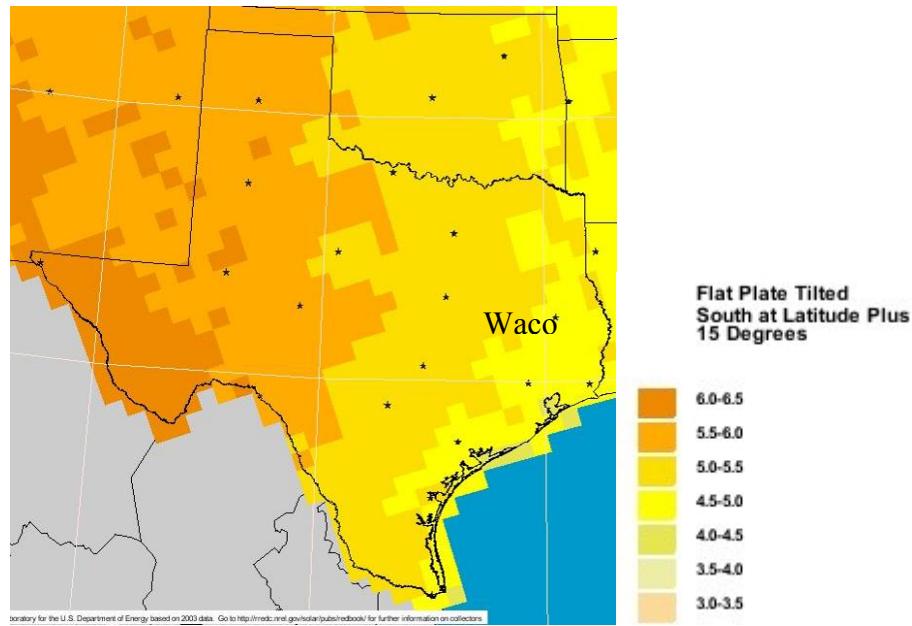 Waco
Flat Plate Tilted
South at Latitude Plus
15 Degrees
6.0-6.5
5.5-6.0
5.0-5.5
4.5-5.0
4.0-4.5
3.5-4.0
3.0-3.5
boratory for the U.S. Department of Energy based on 2003 data. Go to http://rredc.nrel.gov/solar/pubs/redbook/ for further information on collectors